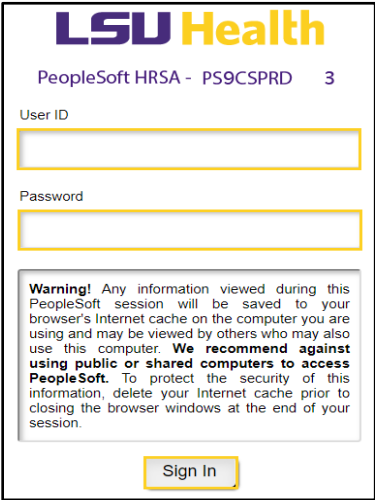 LSU Health
PeopleSoft HRSA - PS9CSPRD 3
User ID
Password
Warning! Any information viewed during this
PeopleSoft session will be saved to your
browser's Internet cache on the computer you are
using and may be viewed by others who may also
use this computer. We recommend against
using public or shared computers to access
PeopleSoft. To protect the security of this
information, delete your Internet cache prior to
closing the browser windows at the end of your
session.
Sign In